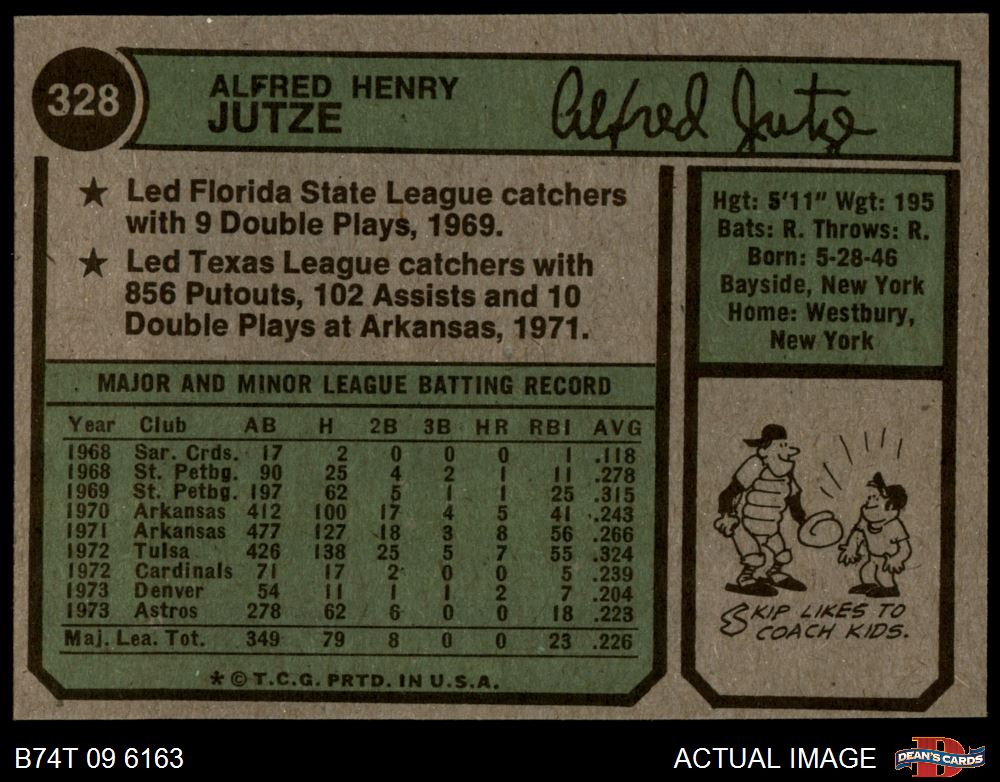 328
ALFRED HENRY
JUTZE
Alfred Jutze
★ Led Florida State League catchers
with 9 Double Plays, 1969.
★ Led Texas League catchers with
856 Putouts, 102 Assists and 10
Double Plays at Arkansas, 1971.
Hgt: 5'11" Wgt: 195
Bats: R. Throws: R.
Born: 5-28-46
Bayside, New York
Home: Westbury,
New York
MAJOR AND MINOR LEAGUE BATTING RECORD
Year Club AB H 2B 3B HR RBI AVG
1968 Sar. Crds. 17 2 0 0 0 1 .118
1968 St. Petbg. 90 25 4 2 1 11 .278
1969 St. Petbg. 197 62 5 1 1 25 .315
1970 Arkansas 412 100 17 4 5 41 .243
1971 Arkansas 477 127 18 3 8 56 .266
1972 Tulsa 426 138 25 5 7 55 .324
1972 Cardinals 71 17 2 0 0 5 .239
1973 Denver 54 11 1 1 2 7 .204
1973 Astros 278 62 6 0 0 18 .223
Maj. Lea. Tot. 349 79 8 0 0 23 .226
* © T.C.G. PRTD. IN U.S.A.
SKIP LIKES TO
COACH KIDS.
B74T 09 6163
ACTUAL IMAGE
D
DEAN'S CARDS